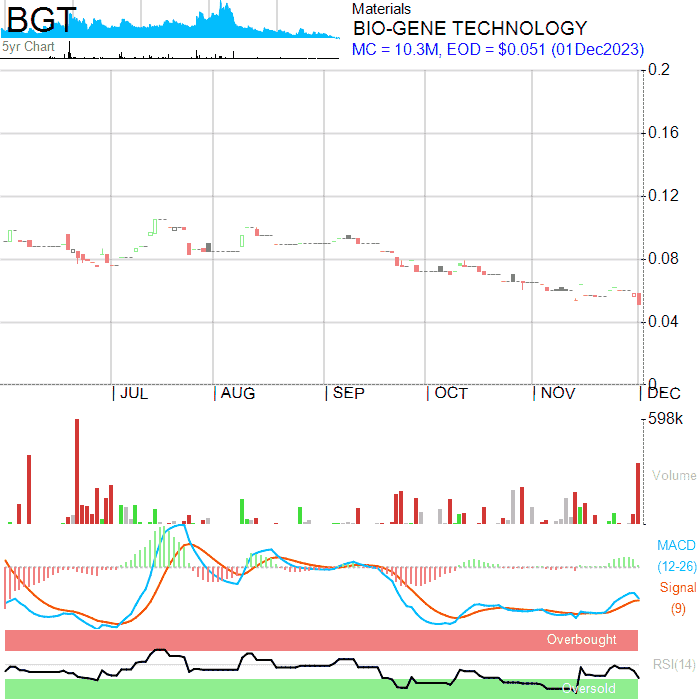 BGT
5yr Chart
Materials
BIO-GENE TECHNOLOGY
MC = 10.3M, EOD = $0.051 (01Dec2023)
0.2
0.16
0.12
0.08
0.04
0
JUL
AUG
SEP
OCT
NOV
DEC
598k
Volume
MACD
(12-26)
Signal
(9)
Overbought
RSI(14)
Oversold